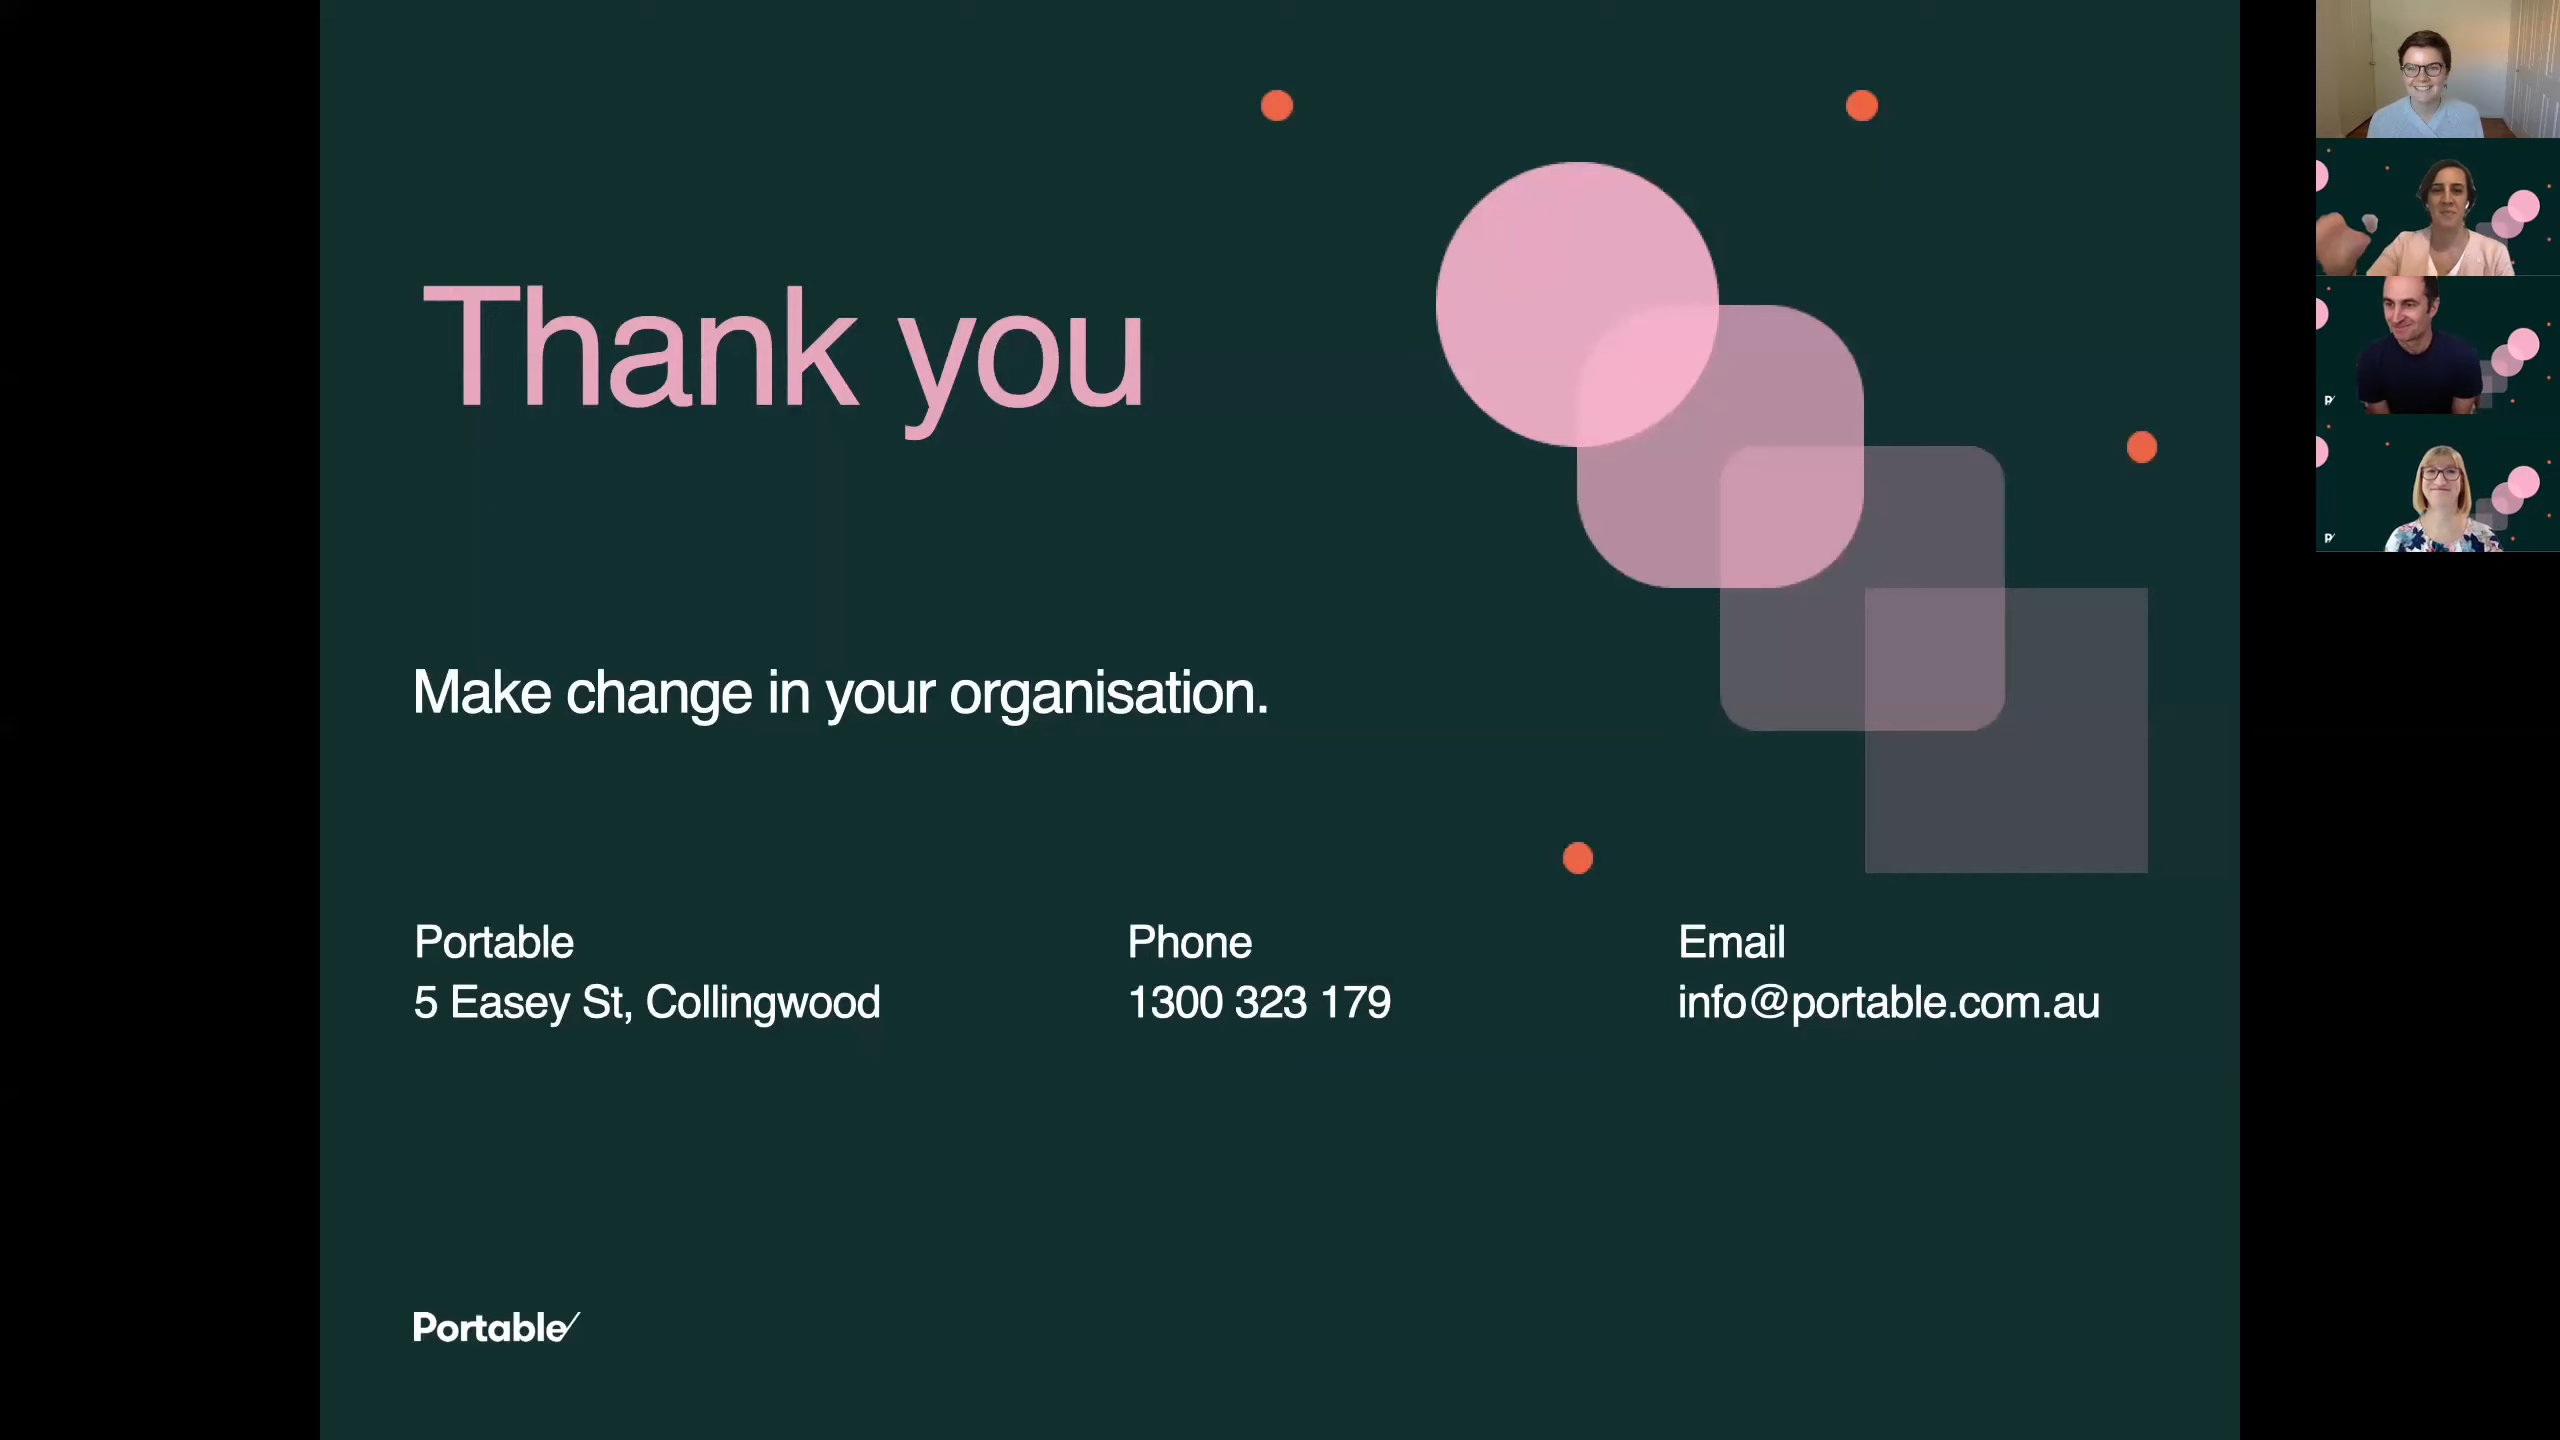 Thank you
Make change in your organisation.
Portable
5 Easey St, Collingwood
Phone
1300 323 179
Email
info@portable.com.au
Portable
P
P